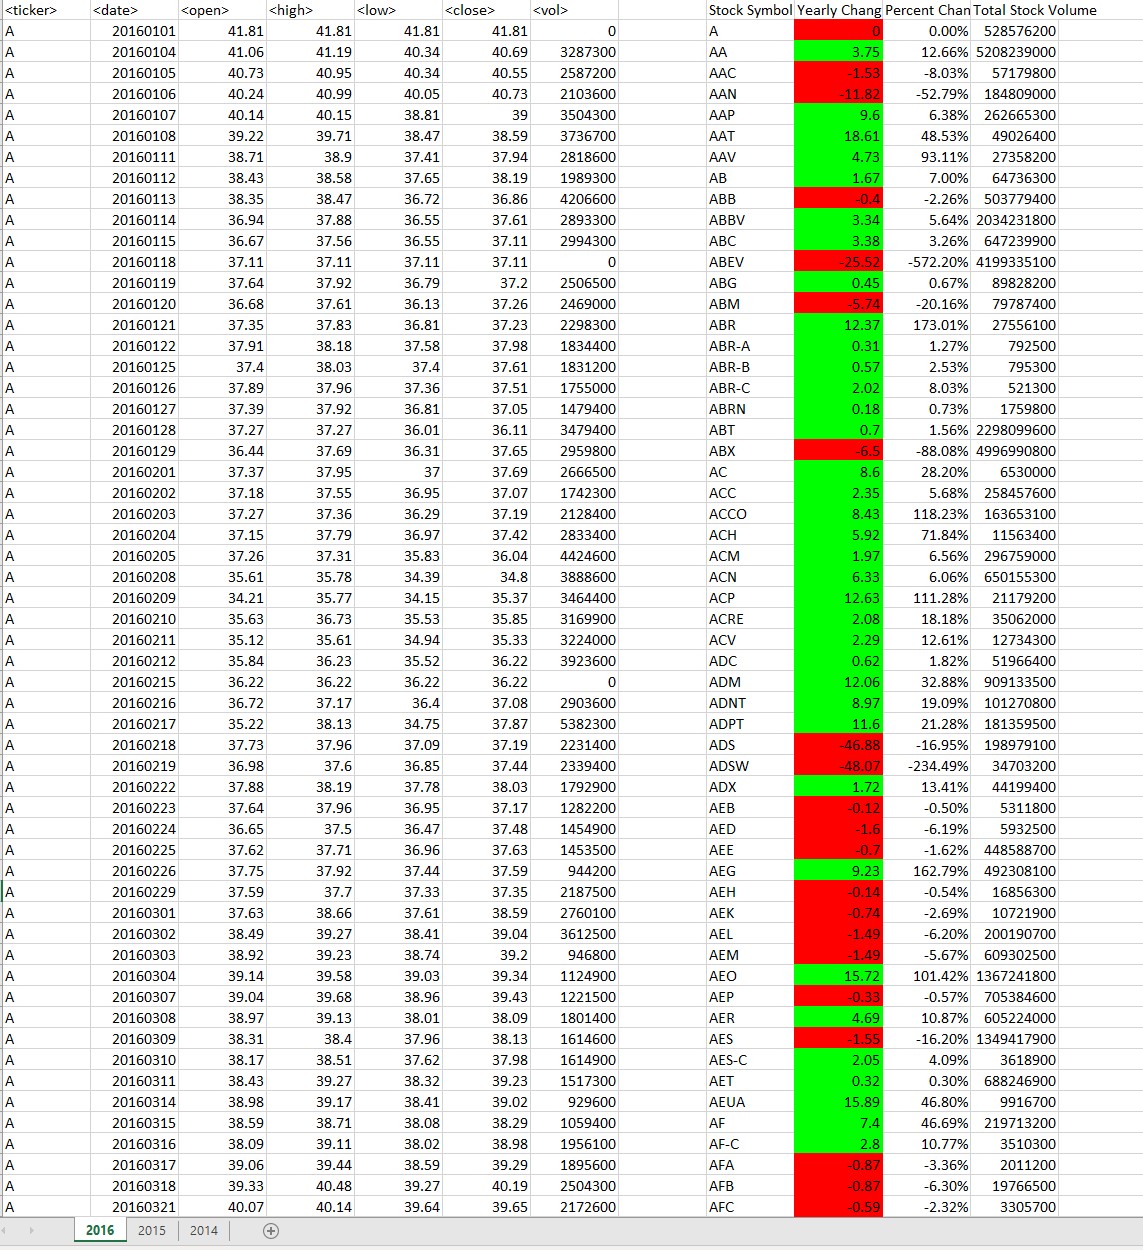 <ticker> <date> <open> <high> <low> <close> <vol> Stock Symbol Yearly Chang Percent Chan Total Stock Volume
A 20160101 41.81 41.81 41.81 41.81 0 A 0 0.00% 528576200
A 20160104 41.06 41.19 40.34 40.69 3287300 AA 3.75 12.66% 5208239000
A 20160105 40.73 40.95 40.34 40.55 2587200 AAC -1.53 -8.03% 57179800
A 20160106 40.24 40.99 40.05 40.73 2103600 AAN -11.82 -52.79% 184809000
A 20160107 40.14 40.15 38.81 39 3504300 AAP 9.6 6.38% 262665300
A 20160108 39.22 39.71 38.47 38.59 3736700 AAT 18.61 48.53% 49026400
A 20160111 38.71 38.9 37.41 37.94 2818600 AAV 4.73 93.11% 27358200
A 20160112 38.43 38.58 37.65 38.19 1989300 AB 1.67 7.00% 64736300
A 20160113 38.35 38.47 36.72 36.86 4206600 ABB -0.4 -2.26% 503779400
A 20160114 36.94 37.88 36.55 37.61 2893300 ABBV 3.34 5.64% 2034231800
A 20160115 36.67 37.56 36.55 37.11 2994300 ABC 3.38 3.26% 647239900
A 20160118 37.11 37.11 37.11 37.11 0 ABEV -25.52 -572.20% 4199335100
A 20160119 37.64 37.92 36.79 37.2 2506500 ABG 0.45 0.67% 89828200
A 20160120 36.68 37.61 36.13 37.26 2469000 ABM -5.74 -20.16% 79787400
A 20160121 37.35 37.83 36.81 37.23 2298300 ABR 12.37 173.01% 27556100
A 20160122 37.91 38.18 37.58 37.98 1834400 ABR-A 0.31 1.27% 792500
A 20160125 37.4 38.03 37.4 37.61 1831200 ABR-B 0.57 2.53% 795300
A 20160126 37.89 37.96 37.36 37.51 1755000 ABR-C 2.02 8.03% 521300
A 20160127 37.39 37.92 36.81 37.05 1479400 ABRN 0.18 0.73% 1759800
A 20160128 37.27 37.27 36.01 36.11 3479400 ABT 0.7 1.56% 2298099600
A 20160129 36.44 37.69 36.31 37.65 2959800 ABX -6.5 -88.08% 4996990800
A 20160201 37.37 37.95 37 37.69 2666500 AC 8.6 28.20% 6530000
A 20160202 37.18 37.55 36.95 37.07 1742300 ACC 2.35 5.68% 258457600
A 20160203 37.27 37.36 36.29 37.19 2128400 ACCO 8.43 118.23% 163653100
A 20160204 37.15 37.79 36.97 37.42 2833400 ACH 5.92 71.84% 11563400
A 20160205 37.26 37.31 35.83 36.04 4424600 ACM 1.97 6.56% 296759000
A 20160208 35.61 35.78 34.39 34.8 3888600 ACN 6.33 6.06% 650155300
A 20160209 34.21 35.77 34.15 35.37 3464400 ACP 12.63 111.28% 21179200
A 20160210 35.63 36.73 35.53 35.85 3169900 ACRE 2.08 18.18% 35062000
A 20160211 35.12 35.61 34.94 35.33 3224000 ACV 2.29 12.61% 12734300
A 20160212 35.84 36.23 35.52 36.22 3923600 ADC 0.62 1.82% 51966400
A 20160215 36.22 36.22 36.22 36.22 0 ADM 12.06 32.88% 909133500
A 20160216 36.72 37.17 36.4 37.08 2903600 ADNT 8.97 19.09% 101270800
A 20160217 35.22 38.13 34.75 37.87 5382300 ADPT 11.6 21.28% 181359500
A 20160218 37.73 37.96 37.09 37.19 2231400 ADS -46.88 -16.95% 198979100
A 20160219 36.98 37.6 36.85 37.44 2339400 ADSW -48.07 -234.49% 34703200
A 20160222 37.88 38.19 37.78 38.03 1792900 ADX 1.72 13.41% 44199400
A 20160223 37.64 37.96 36.95 37.17 1282200 AEB -0.12 -0.50% 5311800
A 20160224 36.65 37.5 36.47 37.48 1454900 AED -1.6 -6.19% 5932500
A 20160225 37.62 37.71 36.96 37.63 1453500 AEE -0.7 -1.62% 448588700
A 20160226 37.75 37.92 37.44 37.59 944200 AEG 9.23 162.79% 492308100
A 20160229 37.59 37.7 37.33 37.35 2187500 AEH -0.14 -0.54% 16856300
A 20160301 37.63 38.66 37.61 38.59 2760100 AEK -0.74 -2.69% 10721900
A 20160302 38.49 39.27 38.41 39.04 3612500 AEL -1.49 -6.20% 200190700
A 20160303 38.92 39.23 38.74 39.2 946800 AEM -1.49 -5.67% 609302500
A 20160304 39.14 39.58 39.03 39.34 1124900 AEO 15.72 101.42% 1367241800
A 20160307 39.04 39.68 38.96 39.43 1221500 AEP -0.33 -0.57% 705384600
A 20160308 38.97 39.13 38.01 38.09 1801400 AER 4.69 10.87% 605224000
A 20160309 38.31 38.4 37.96 38.13 1614600 AES -1.55 -16.20% 1349417900
A 20160310 38.17 38.51 37.62 37.98 1614900 AES-C 2.05 4.09% 3618900
A 20160311 38.43 39.27 38.32 39.23 1517300 AET 0.32 0.30% 688246900
A 20160314 38.98 39.17 38.41 39.02 929600 AEUA 15.89 46.80% 9916700
A 20160315 38.59 38.71 38.08 38.29 1059400 AF 7.4 46.69% 219713200
A 20160316 38.09 39.11 38.02 38.98 1956100 AF-C 2.8 10.77% 3510300
A 20160317 39.06 39.44 38.59 39.29 1895600 AFA -0.87 -3.36% 2011200
A 20160318 39.33 40.48 39.27 40.19 2504300 AFB -0.87 -6.30% 19766500
A 20160321 40.07 40.14 39.64 39.65 2172600 AFC -0.59 -2.32% 3305700
2016 2015 2014